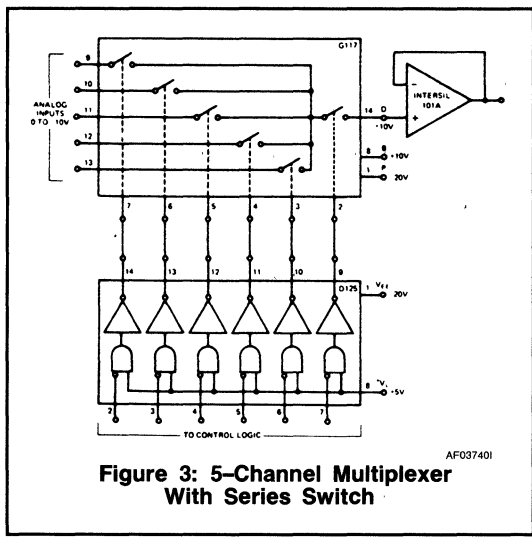 G117
9
10
11
12
13
ANALOG
INPUTS
0 TO 10V
14 D
+10V
INTERSIL
101A
-
+
8 B
+10V
1 P
20V
7 6 5 4 3 2
14 13 12 11 10 9
D125
1 VEE
20V
8 VL
+5V
2 3 4 5 6 7
TO CONTROL LOGIC
AF03740I
Figure 3: 5–Channel Multiplexer
With Series Switch